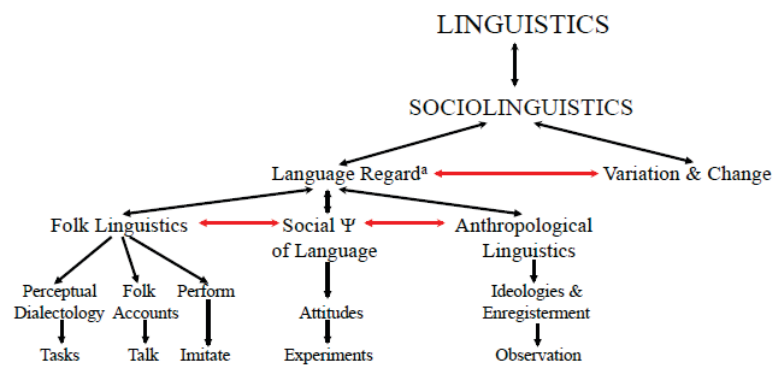 LINGUISTICS
SOCIOLINGUISTICS
Language Regardᵃ
Variation & Change
Folk Linguistics
Social Ψ
of Language
Anthropological
Linguistics
Perceptual
Dialectology
Folk
Accounts
Perform
Attitudes
Ideologies &
Enregisterment
Tasks
Talk
Imitate
Experiments
Observation